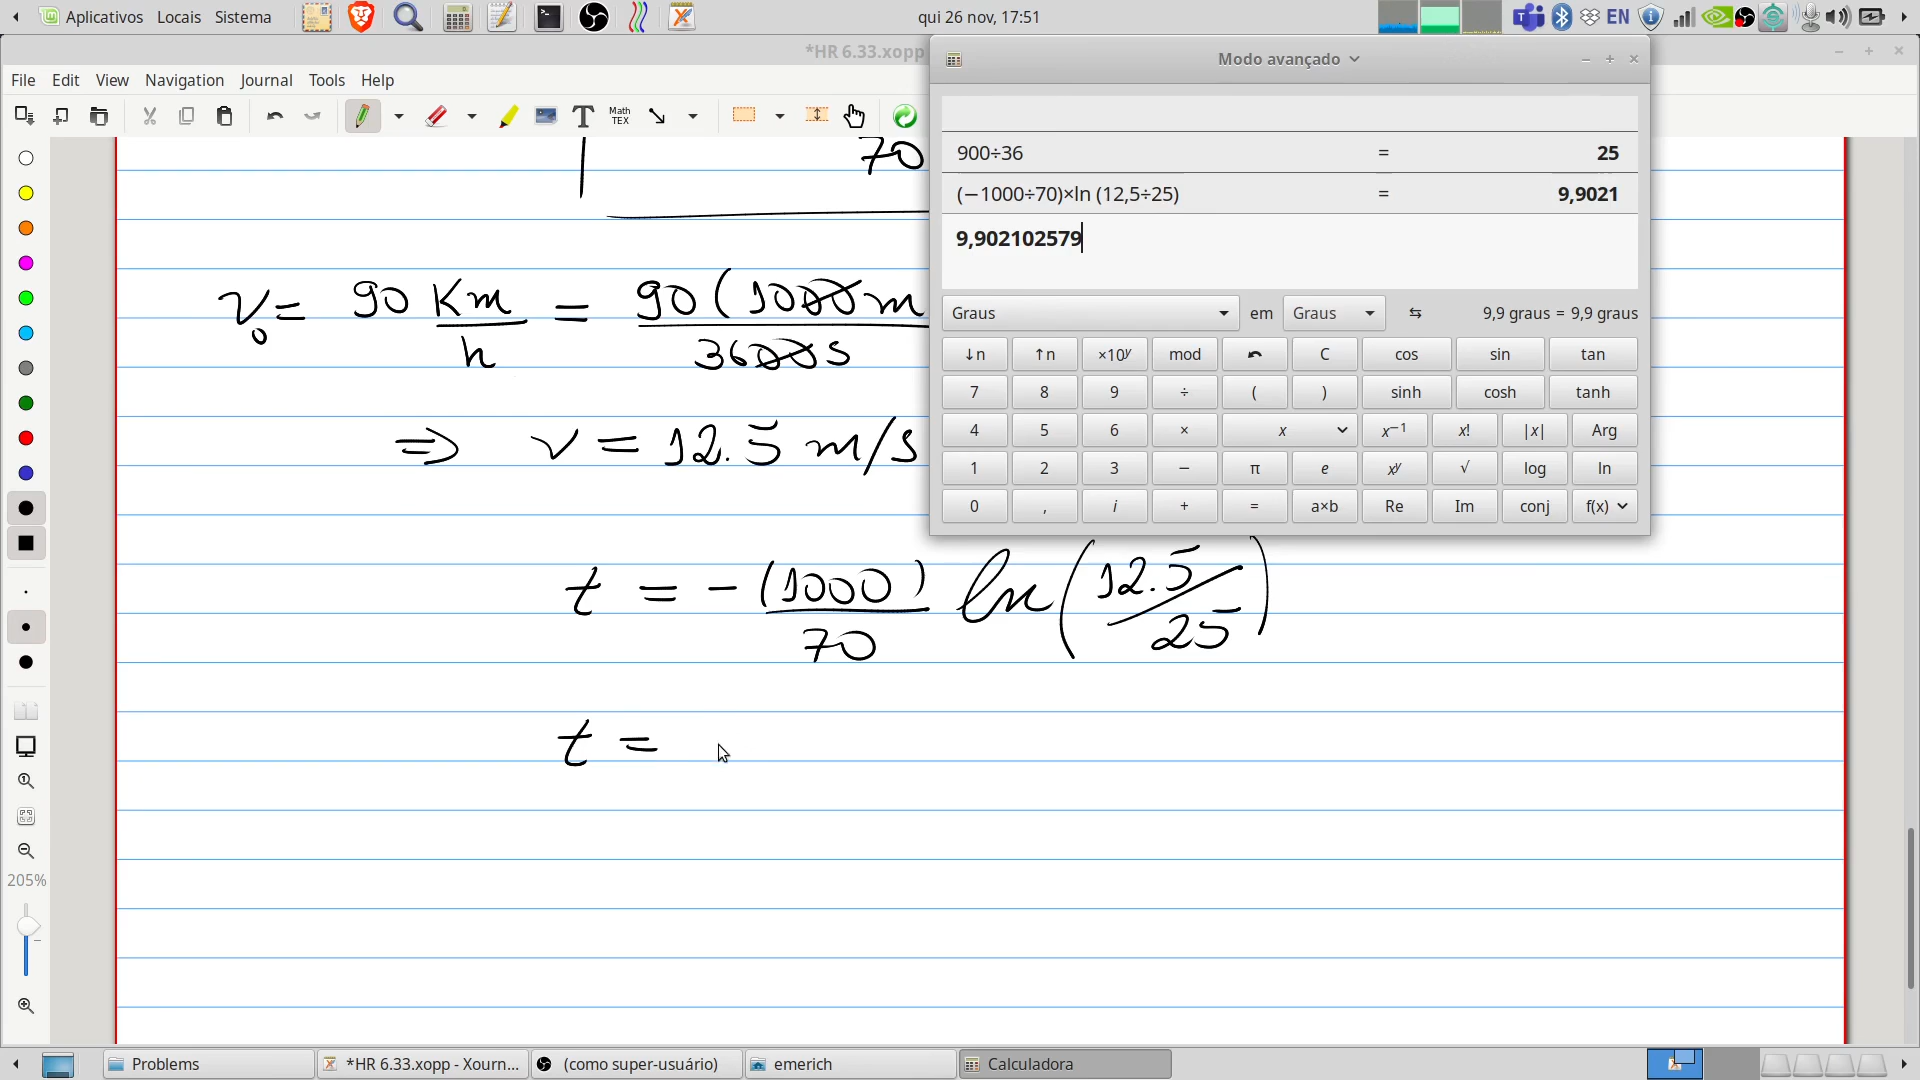 Aplicativos Locais Sistema
qui 26 nov, 17:51
EN
*HR 6.33.xopp
File Edit View Navigation Journal Tools Help
Math
TEX
70
v₀ = 90 Km/h = 90 (1000 m / 3600 s
⇒ v = 12.5 m/s
t = - (1000)/70 ln (12.5/25)
t =
205%
Modo avançado
900÷36 = 25
(−1000÷70)×ln (12,5÷25) = 9,9021
9,902102579
Graus em Graus 9,9 graus = 9,9 graus
↓n ↑n ×10ʸ mod C cos sin tan
7 8 9 ÷ ( ) sinh cosh tanh
4 5 6 × x x⁻¹ x! |x| Arg
1 2 3 − π e xʸ √ log ln
0 , i + = a×b Re Im conj f(x)
Problems *HR 6.33.xopp - Xourn... (como super-usuário) emerich Calculadora